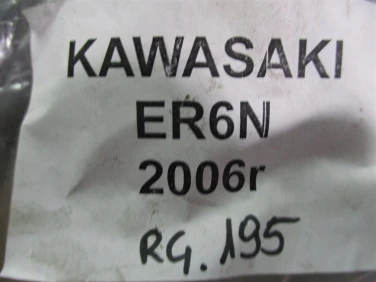 KAWASAKI
ER6N
2006r
RG. 195